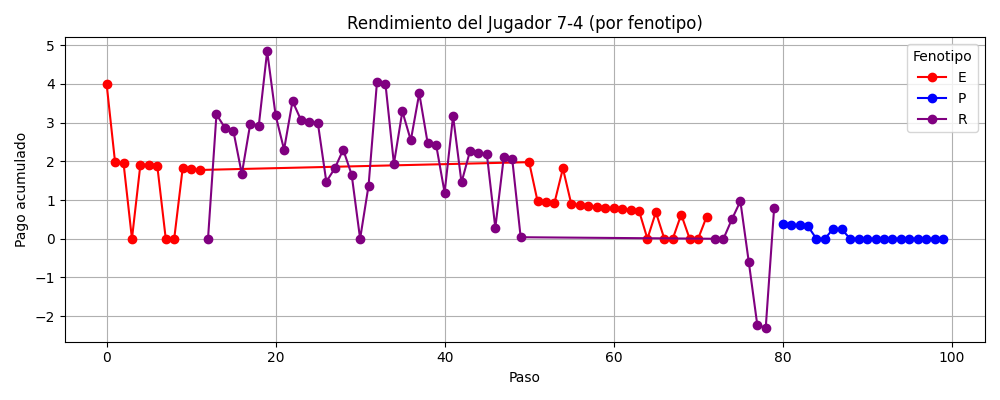 Rendimiento del Jugador 7-4 (por fenotipo)
Pago acumulado
5
4
3
2
1
0
−1
−2
Fenotipo
E
P
R
0 20 40 60 80 100
Paso